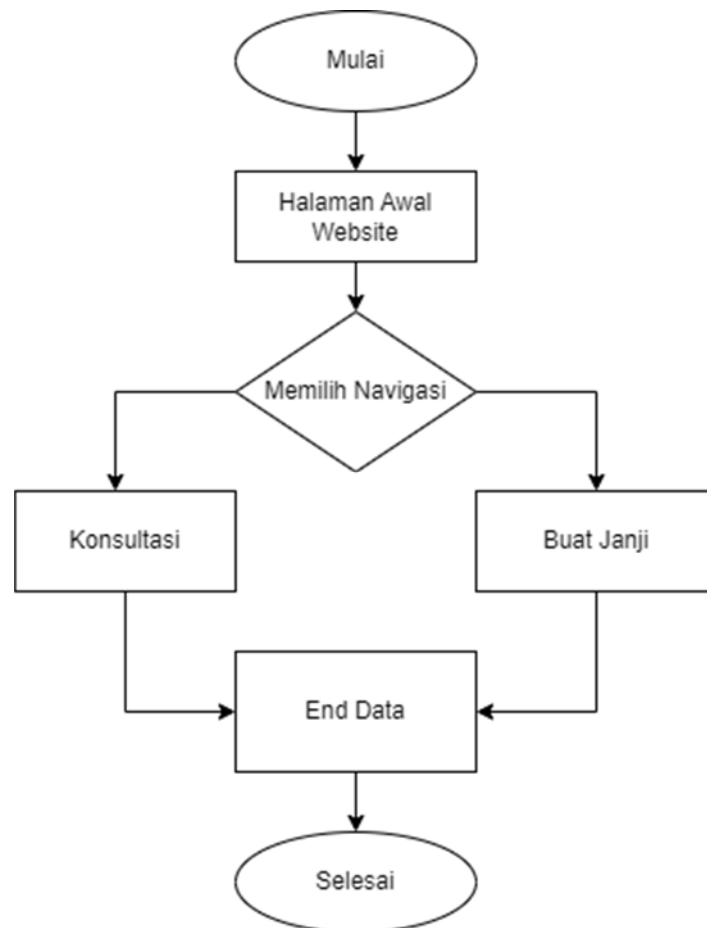 Mulai
Halaman Awal
Website
Memilih Navigasi
Konsultasi
Buat Janji
End Data
Selesai